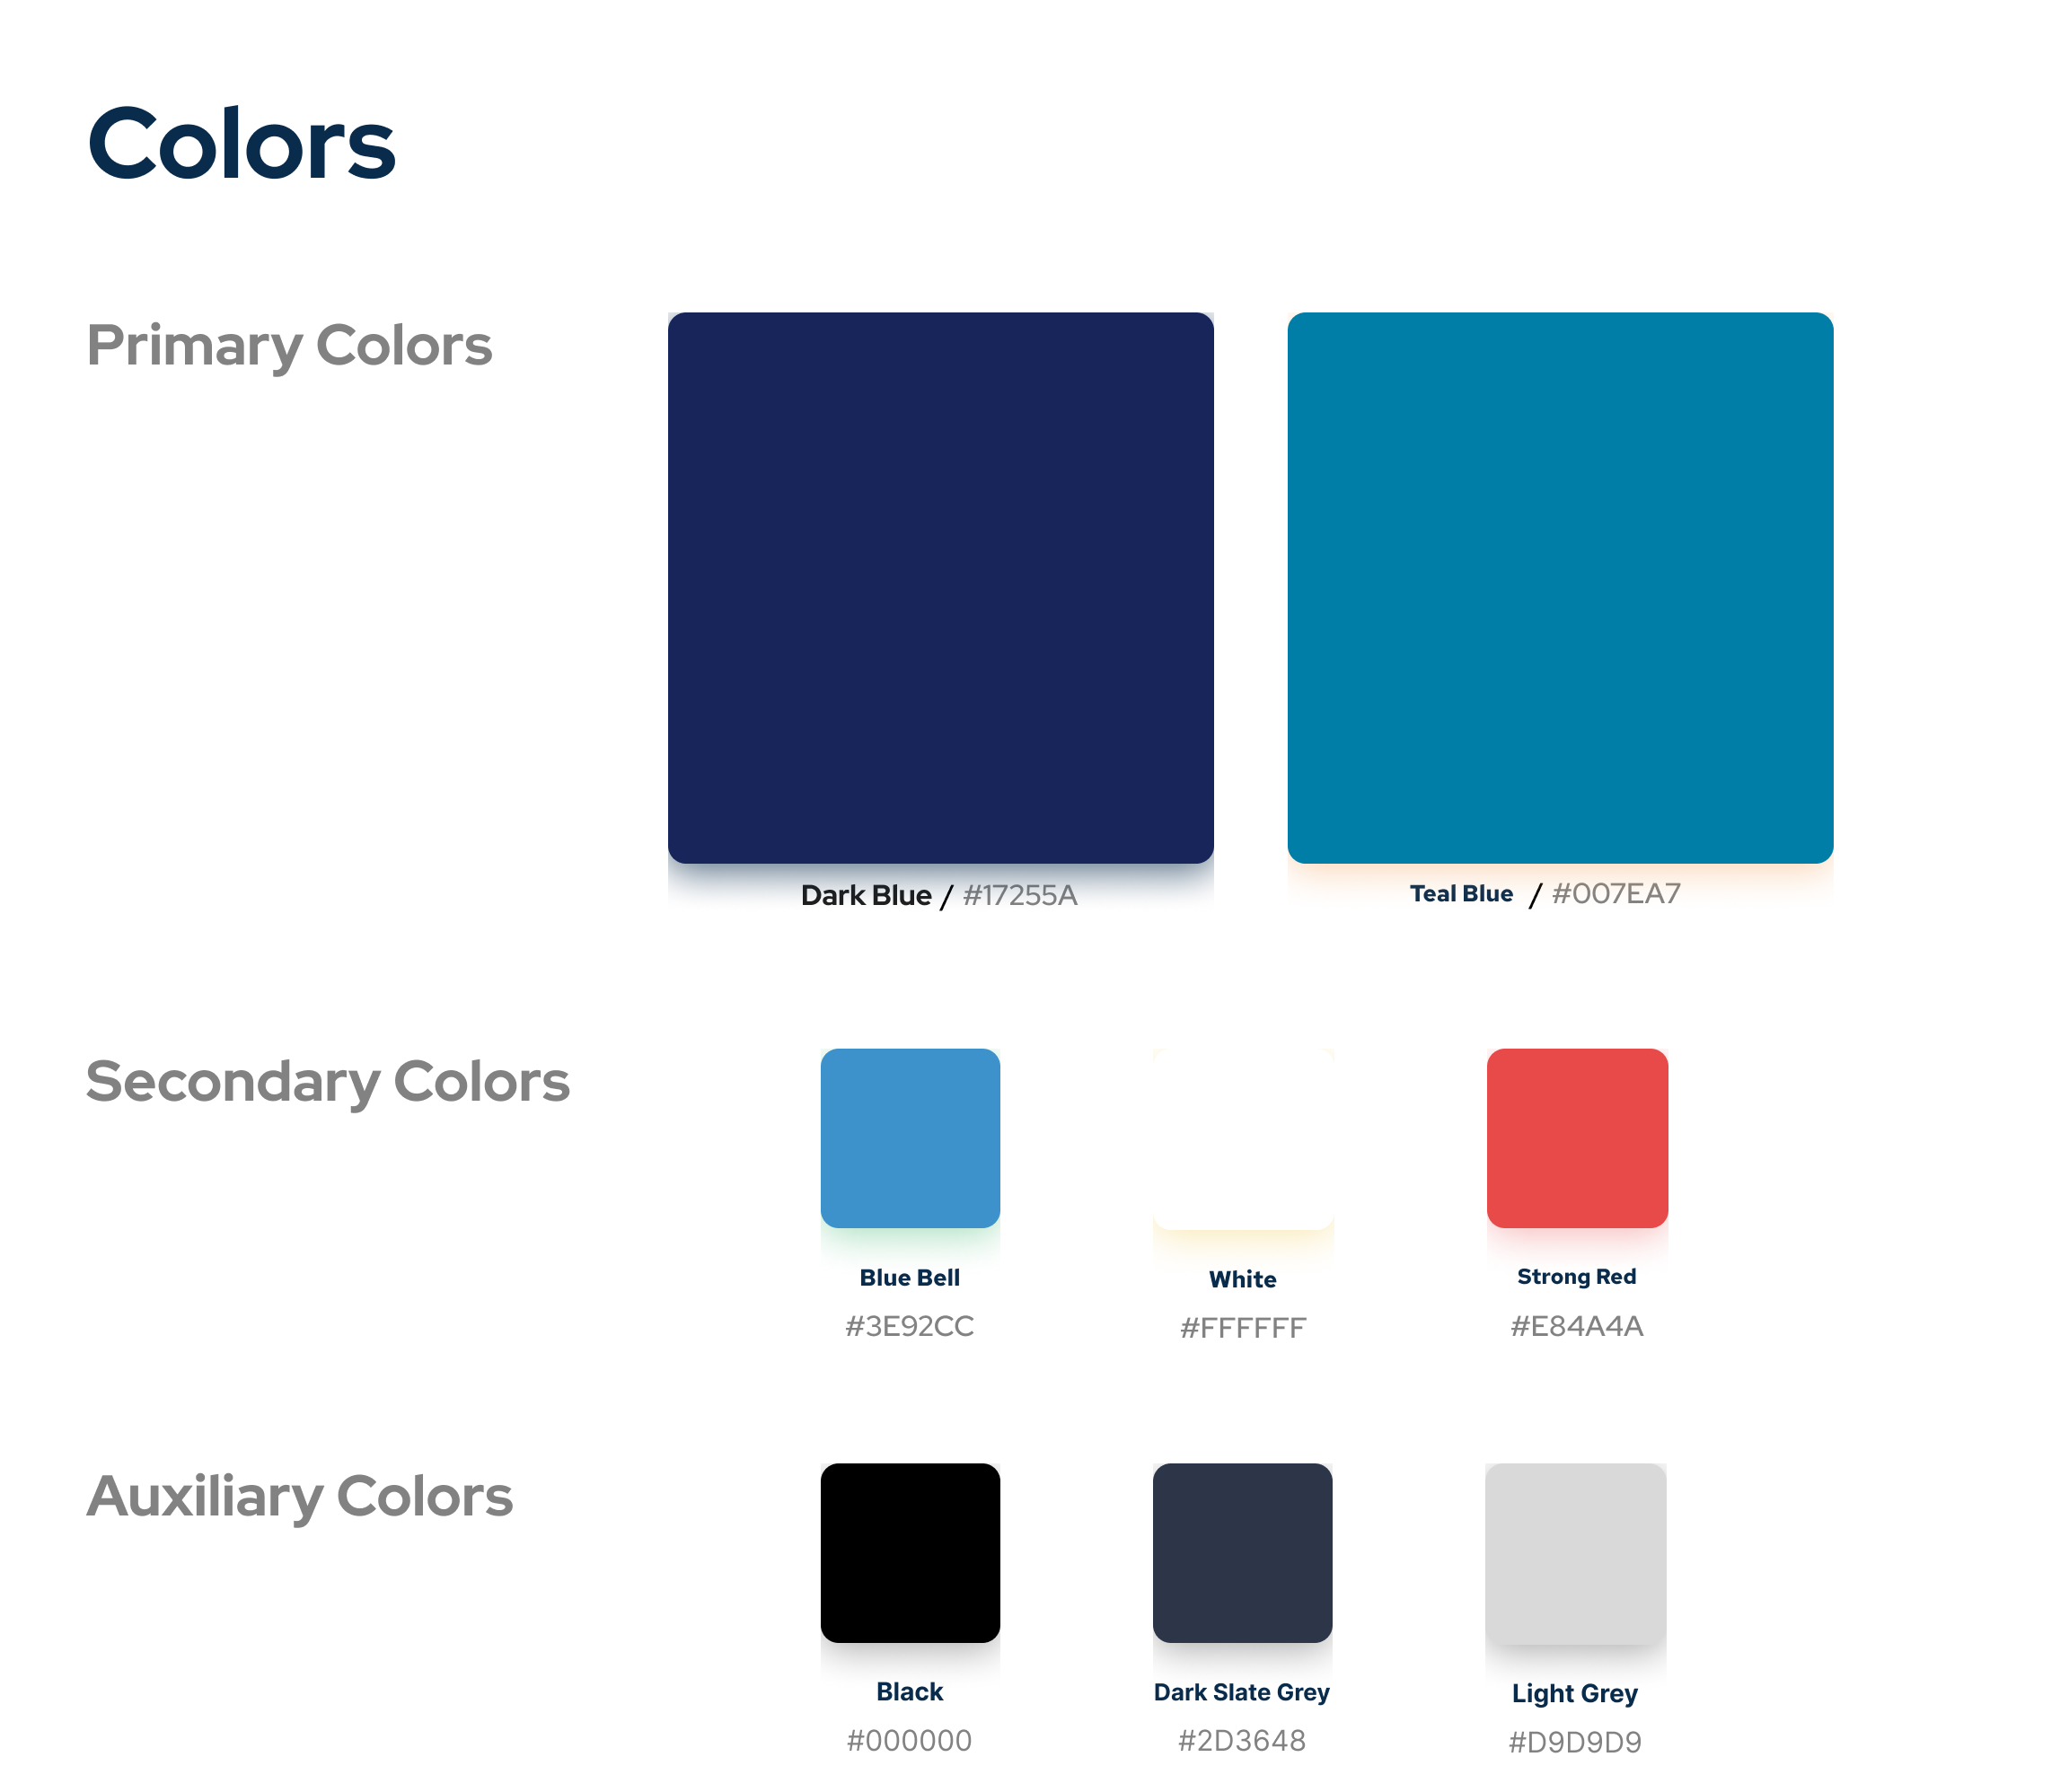 Colors
Primary Colors
Dark Blue / #17255A
Teal Blue / #007EA7
Secondary Colors
Blue Bell
White
Strong Red
#3E92CC
#FFFFFF
#E84A4A
Auxiliary Colors
Black
Dark Slate Grey
Light Grey
#000000
#2D3648
#D9D9D9